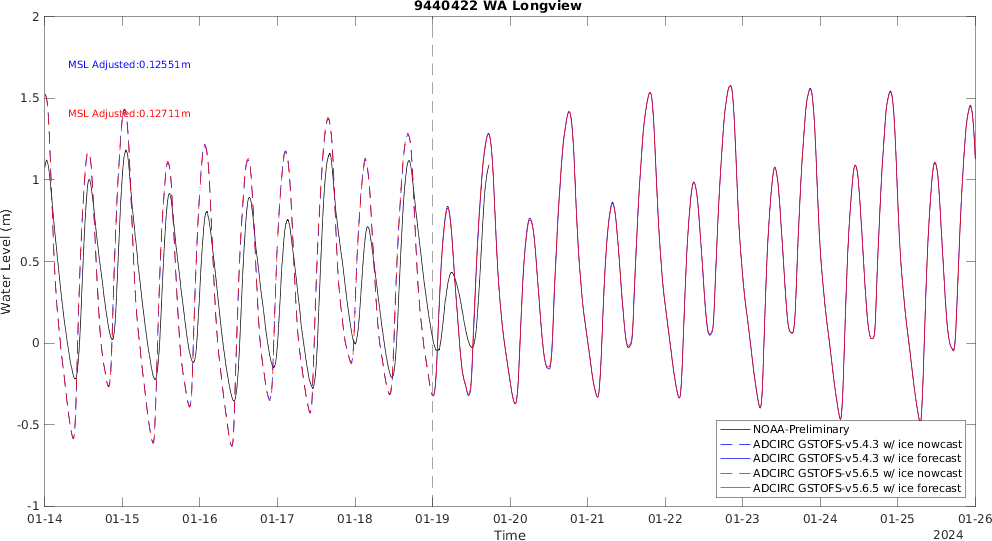 9440422 WA Longview
MSL Adjusted:0.12551m
MSL Adjusted:0.12711m
Water Level (m)
2
1.5
1
0.5
0
-0.5
-1
NOAA-Preliminary
ADCIRC GSTOFS-v5.4.3 w/ ice nowcast
ADCIRC GSTOFS-v5.4.3 w/ ice forecast
ADCIRC GSTOFS-v5.6.5 w/ ice nowcast
ADCIRC GSTOFS-v5.6.5 w/ ice forecast
01-14 01-15 01-16 01-17 01-18 01-19 01-20 01-21 01-22 01-23 01-24 01-25 01-26
Time
2024